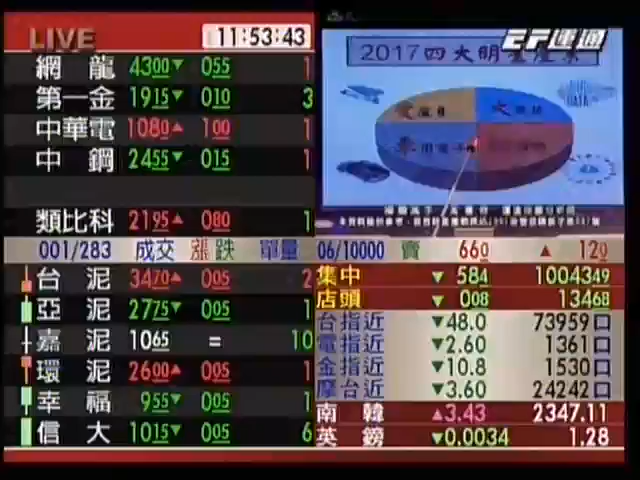 LIVE 11:53:43
網龍 4300▼ 055 1
第一金 1915▼ 010 3
中華電 1080▲ 100 1
中鋼 2455▼ 015 1
類比科 2195▲ 080 1
001/283 成交 漲跌 單量
台泥 3470▲ 005 2
亞泥 2775▼ 005 1
嘉泥 1065 = 10
環泥 2600▲ 005 1
幸福 955▼ 005 1
信大 1015▼ 005 6
EF運通
2017四大明星產業
DATA
06/10000 賣 660 ▲ 120
集中 ▼ 584 1004349
店頭 ▼ 008 13468
台指近 ▼48.0 73959口
電指近 ▼2.60 1361口
金指近 ▼10.8 1530口
摩台近 ▼3.60 24242口
南韓 ▲3.43 2347.11
英鎊 ▼0.0034 1.28